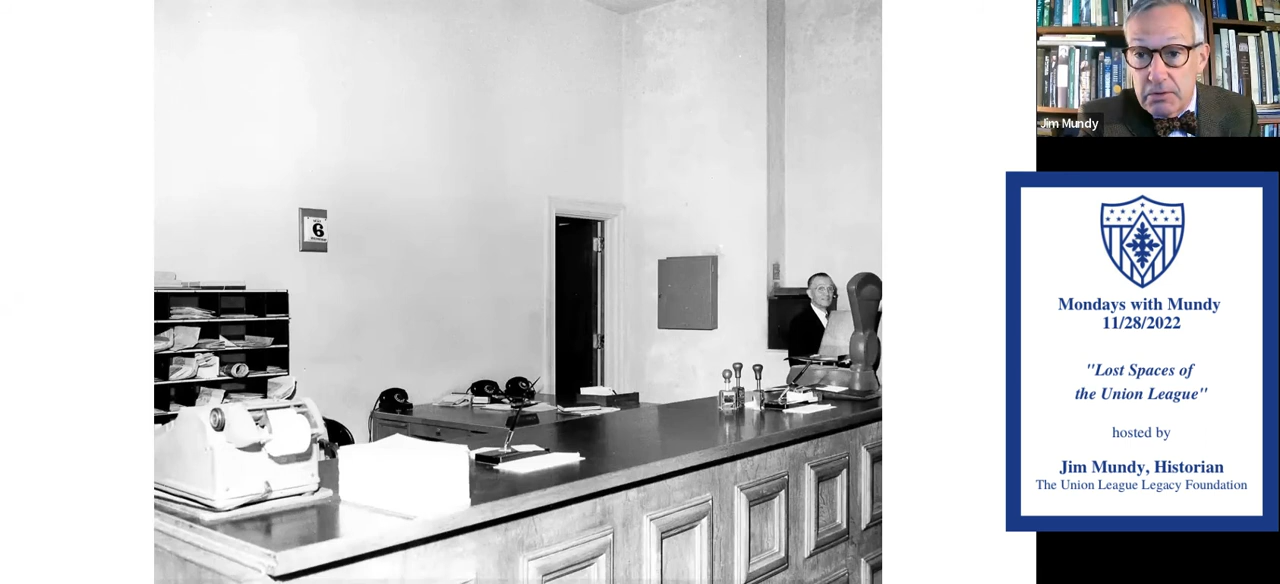 6
Jim Mundy
Mondays with Mundy
11/28/2022
"Lost Spaces of
the Union League"
hosted by
Jim Mundy, Historian
The Union League Legacy Foundation